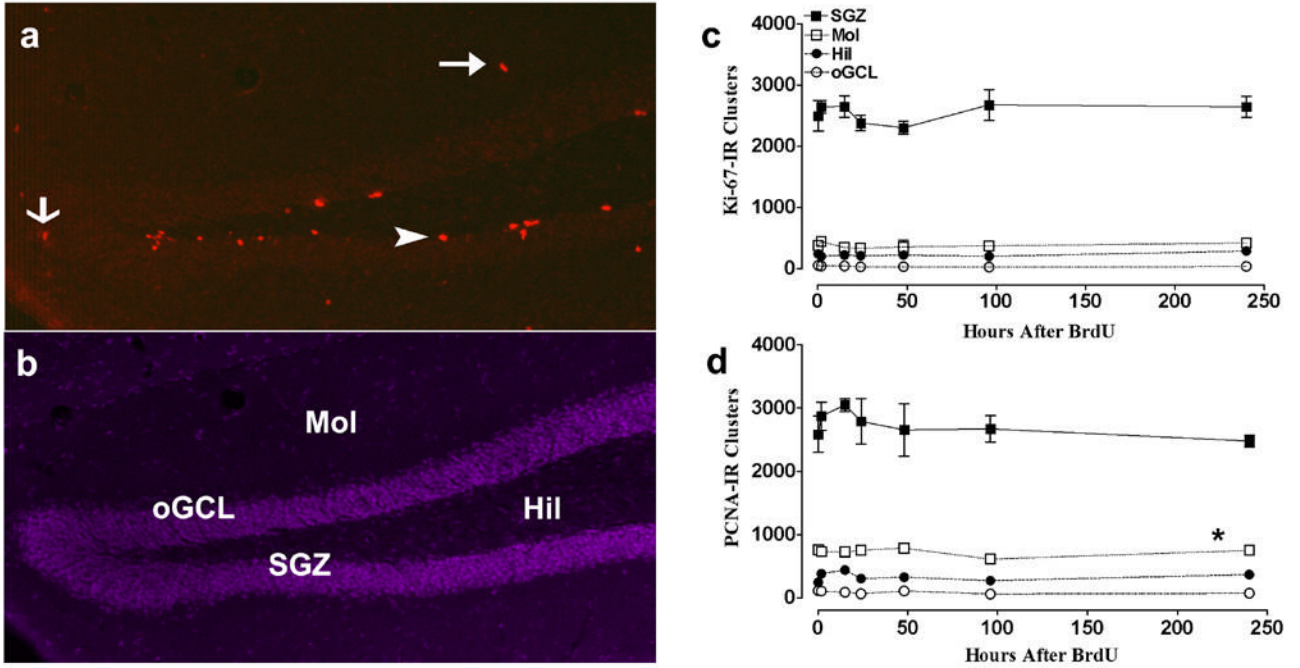 a
b
Mol
oGCL
Hil
SGZ
c
SGZ
Mol
Hil
oGCL
Ki-67-IR Clusters
4000
3000
2000
1000
0
0 50 100 150 200 250
Hours After BrdU
d
PCNA-IR Clusters
4000
3000
2000
1000
0
*
0 50 100 150 200 250
Hours After BrdU